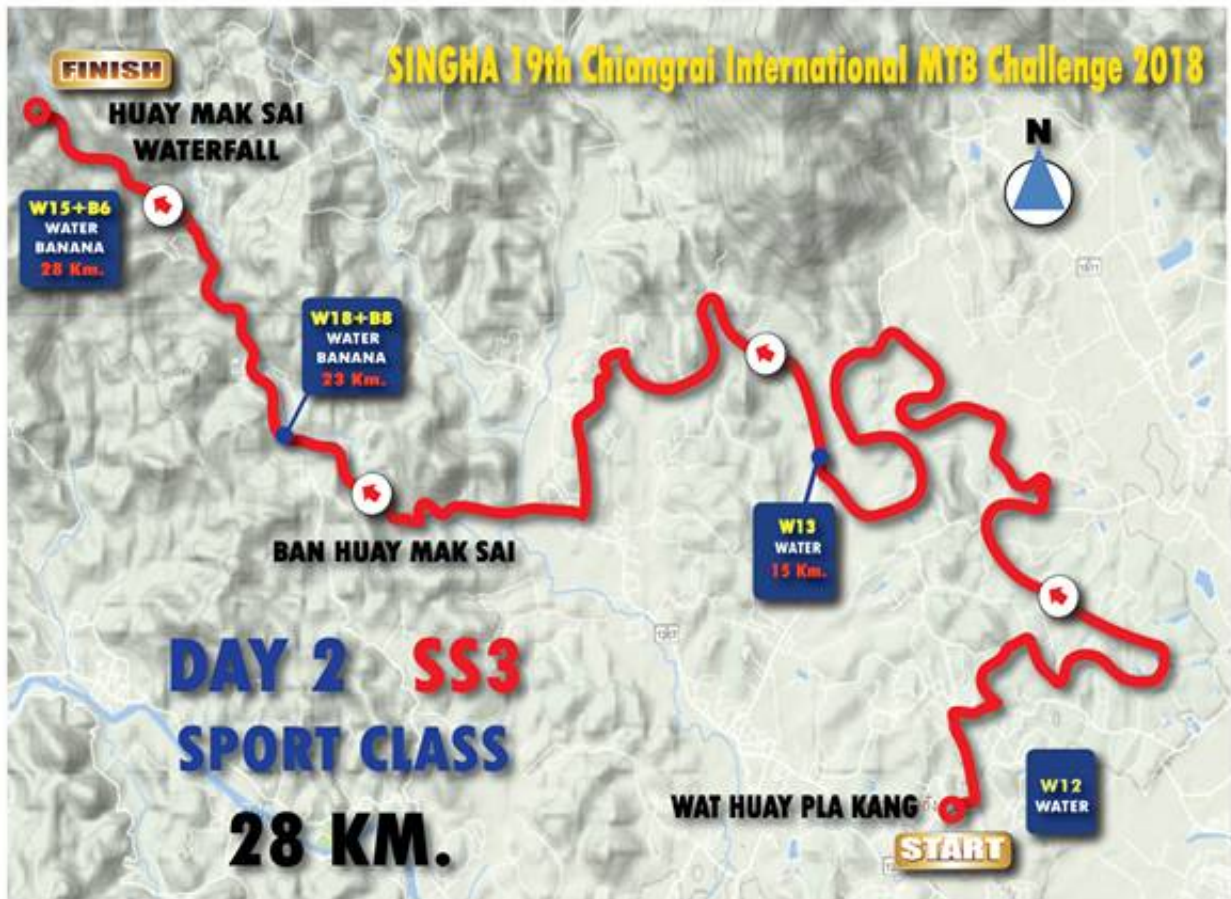 SINGHA 19th Chiangrai International MTB Challenge 2018
FINISH
HUAY MAK SAI
WATERFALL
N
W15+B6
WATER
BANANA
28 Km.
W18+B8
WATER
BANANA
23 Km.
W13
WATER
15 Km.
BAN HUAY MAK SAI
DAY 2 SS3
SPORT CLASS
28 KM.
WAT HUAY PLA KANG
START
W12
WATER